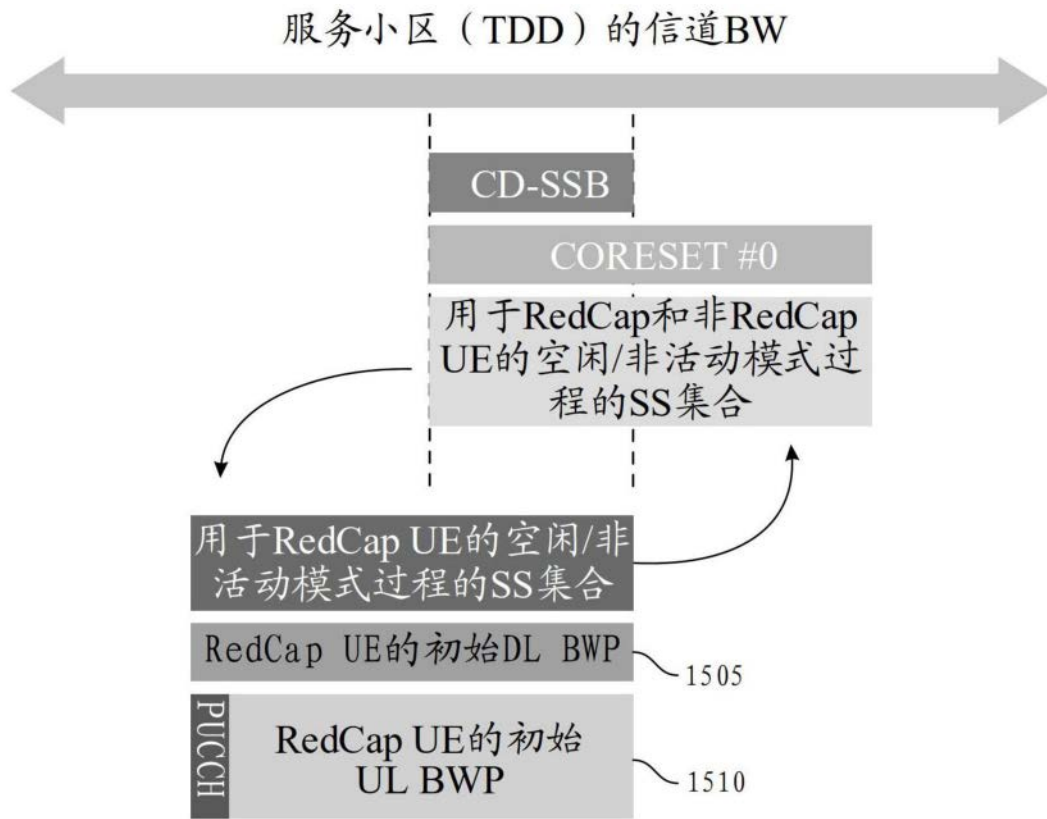 服务小区（TDD）的信道BW
CD-SSB
CORESET #0
用于RedCap和非RedCap
UE的空闲/非活动模式过
程的SS集合
用于RedCap UE的空闲/非
活动模式过程的SS集合
RedCap UE的初始DL BWP
1505
PUCCH
RedCap UE的初始
UL BWP
1510